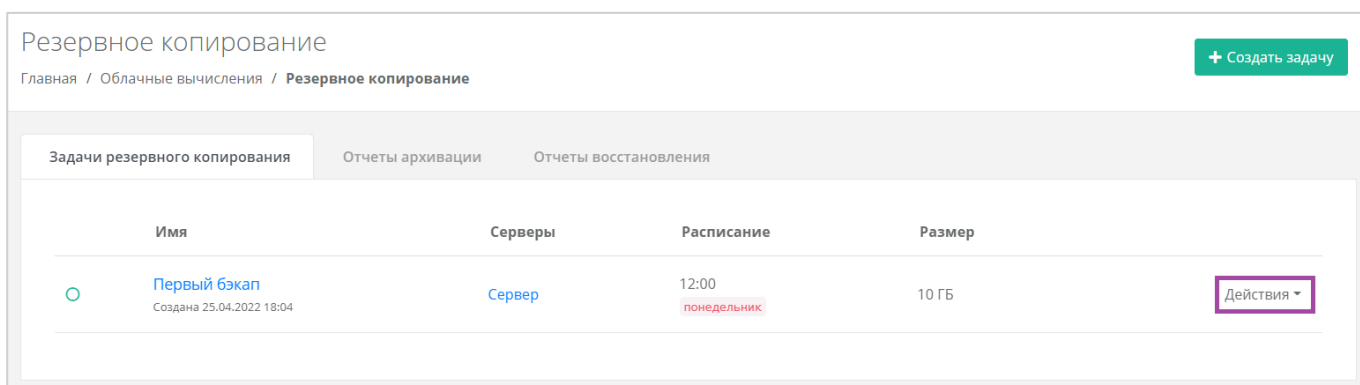 Резервное копирование
+ Создать задачу
Главная / Облачные вычисления / Резервное копирование
Задачи резервного копирования Отчеты архивации Отчеты восстановления
Имя Серверы Расписание Размер
Первый бэкап Сервер 12:00 10 ГБ Действия
Создана 25.04.2022 18:04 понедельник